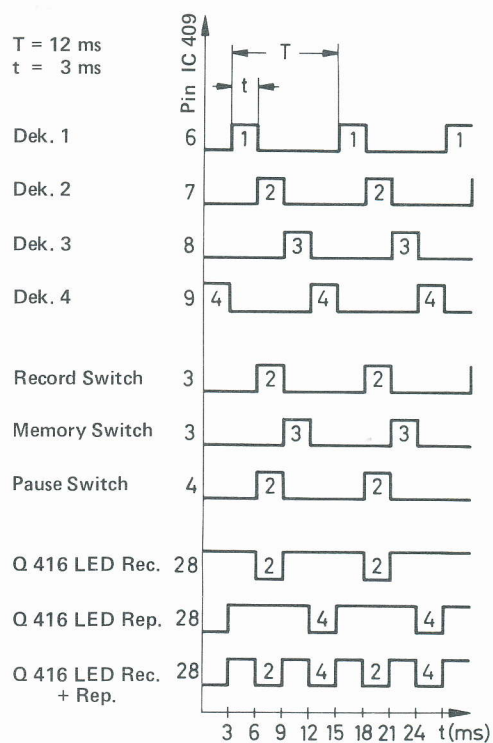 T = 12 ms
t = 3 ms
Pin IC 409
T
t
Dek. 1 6 1 1 1
Dek. 2 7 2 2
Dek. 3 8 3 3
Dek. 4 9 4 4 4
Record Switch 3 2 2
Memory Switch 3 3 3
Pause Switch 4 2 2
Q 416 LED Rec. 28 2 2
Q 416 LED Rep. 28 4 4
Q 416 LED Rec. 28 2 4 2 4
+ Rep.
3 6 9 12 15 18 21 24 t(ms)